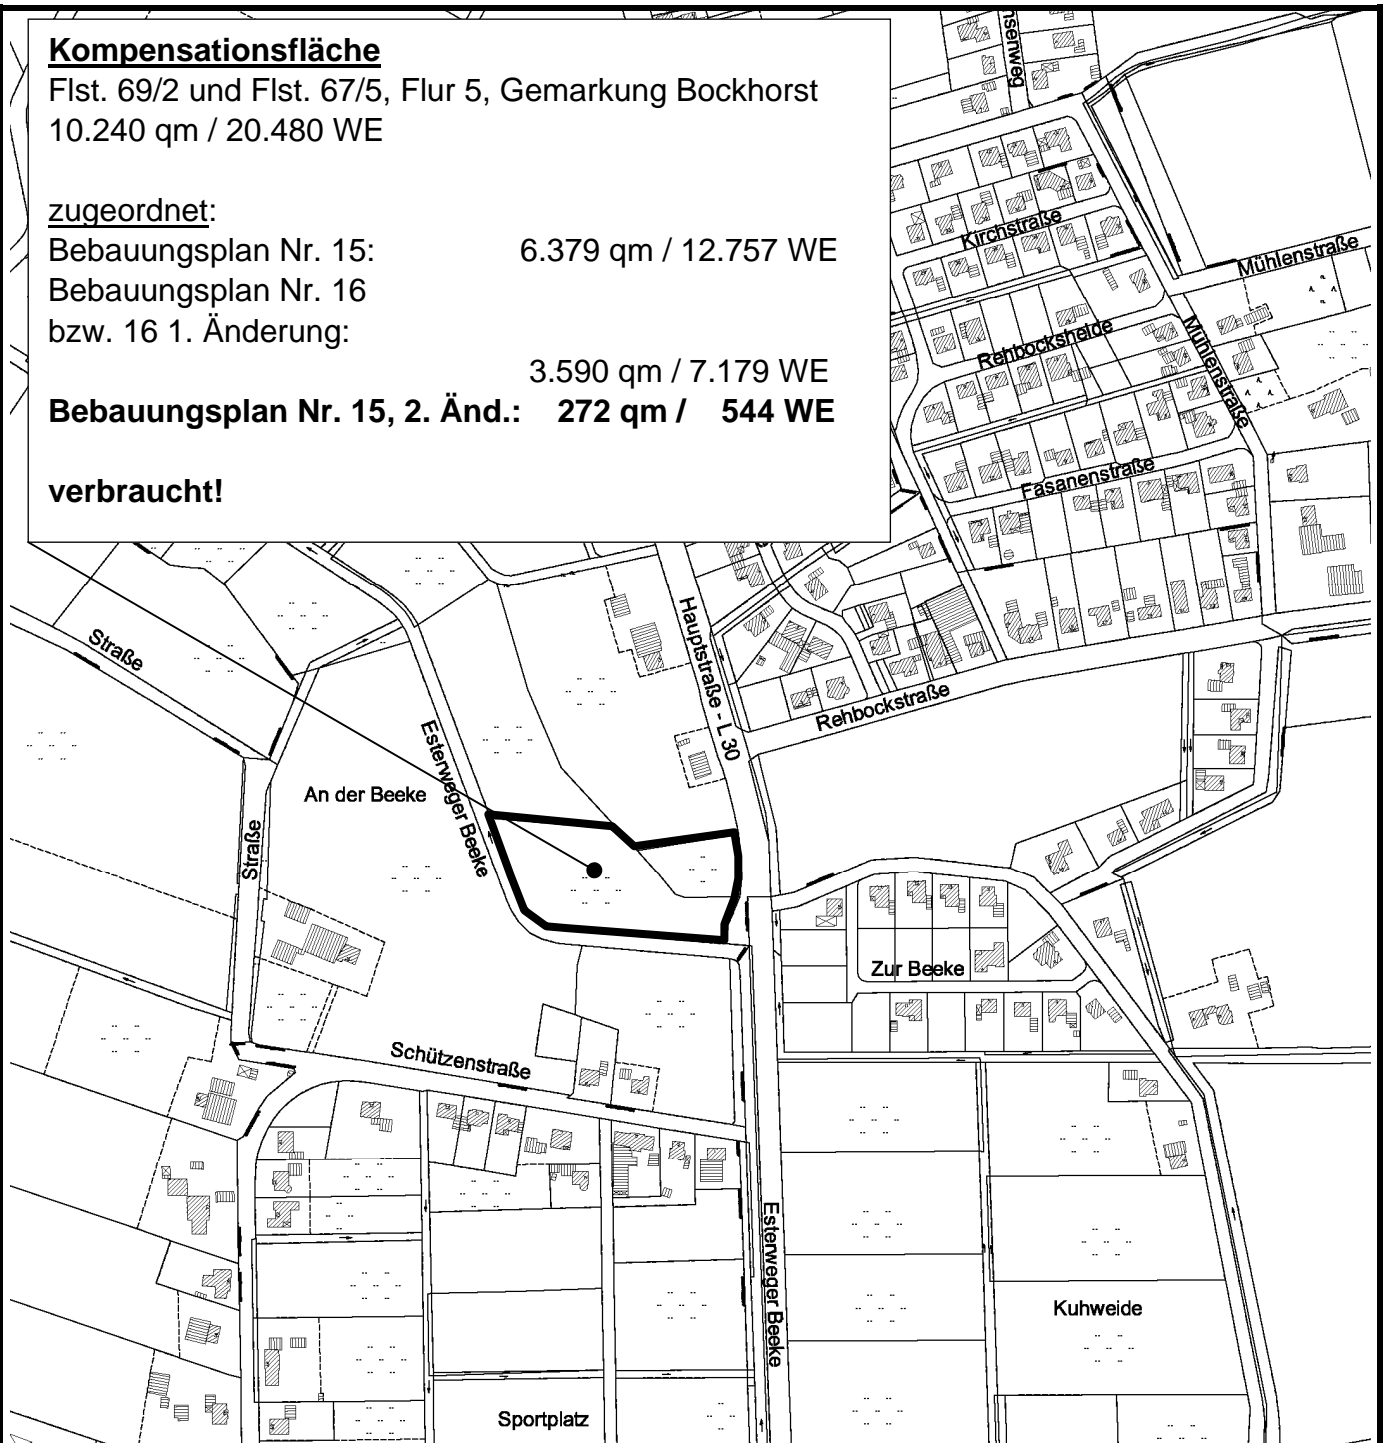 Kompensationsfläche
Flst. 69/2 und Flst. 67/5, Flur 5, Gemarkung Bockhorst
10.240 qm / 20.480 WE
zugeordnet:
Bebauungsplan Nr. 15: 6.379 qm / 12.757 WE
Bebauungsplan Nr. 16
bzw. 16 1. Änderung:
3.590 qm / 7.179 WE
Bebauungsplan Nr. 15, 2. Änd.: 272 qm / 544 WE
verbraucht!
Kirchstraße
Mühlenstraße
Rehbocksheide
Mühlenstraße
Fasanenstraße
Straße
Hauptstraße - L 30
Rehbockstraße
Esterweger Beeke
An der Beeke
Straße
Zur Beeke
Schützenstraße
Esterweger Beeke
Kuhweide
Sportplatz